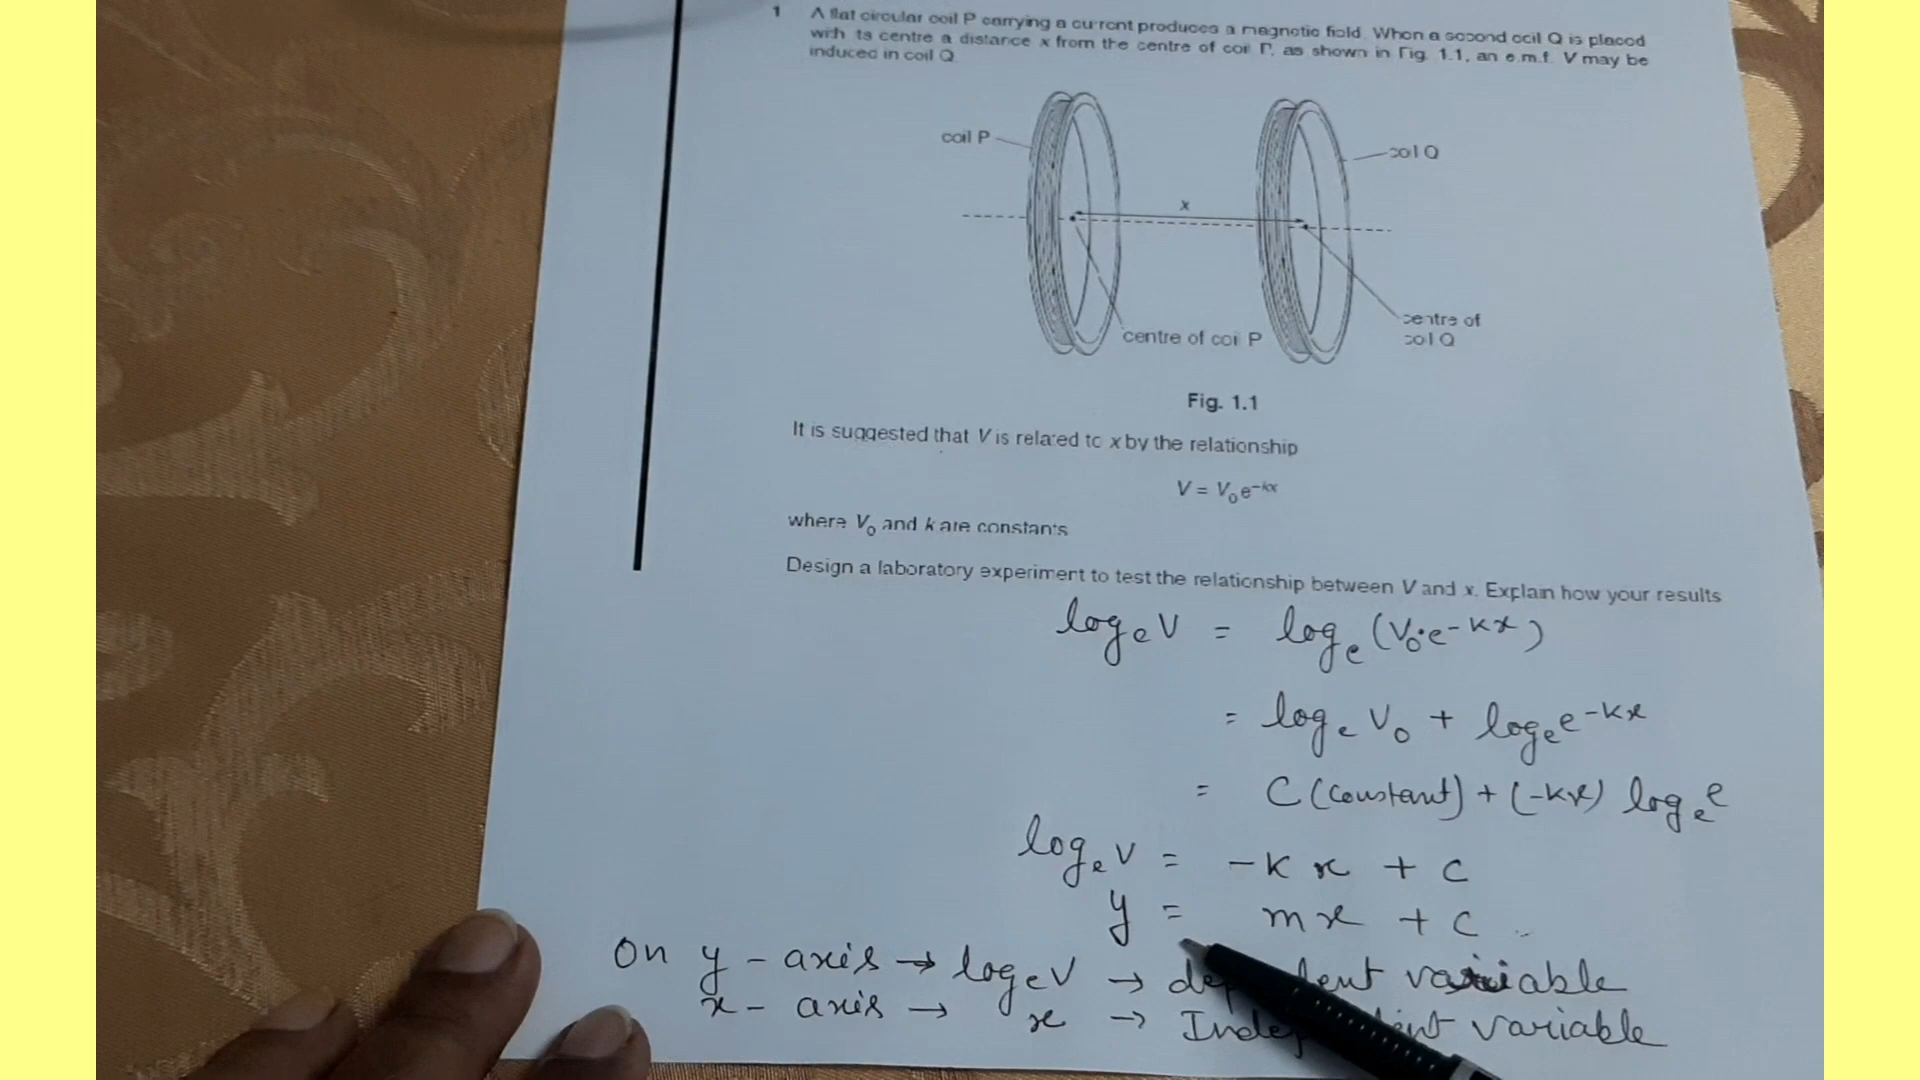 1 A flat circular coil P carrying a current produces a magnetic field. When a second coil Q is placed
with its centre a distance x from the centre of coil P, as shown in Fig. 1.1, an e.m.f. V may be
induced in coil Q.
coil P
coil Q
x
centre of coil P
centre of
coil Q
Fig. 1.1
It is suggested that V is related to x by the relationship
V = V₀e⁻ᵏˣ
where V₀ and k are constants
Design a laboratory experiment to test the relationship between V and x. Explain how your results
logₑV = logₑ(V₀·e⁻ᴷˣ)
= logₑV₀ + logₑe⁻ᴷˣ
= C (constant) + (-Kx) logₑe
logₑV = -K x + C
y = mx + C
On y-axis → logₑV → variable
x-axis → x → variable